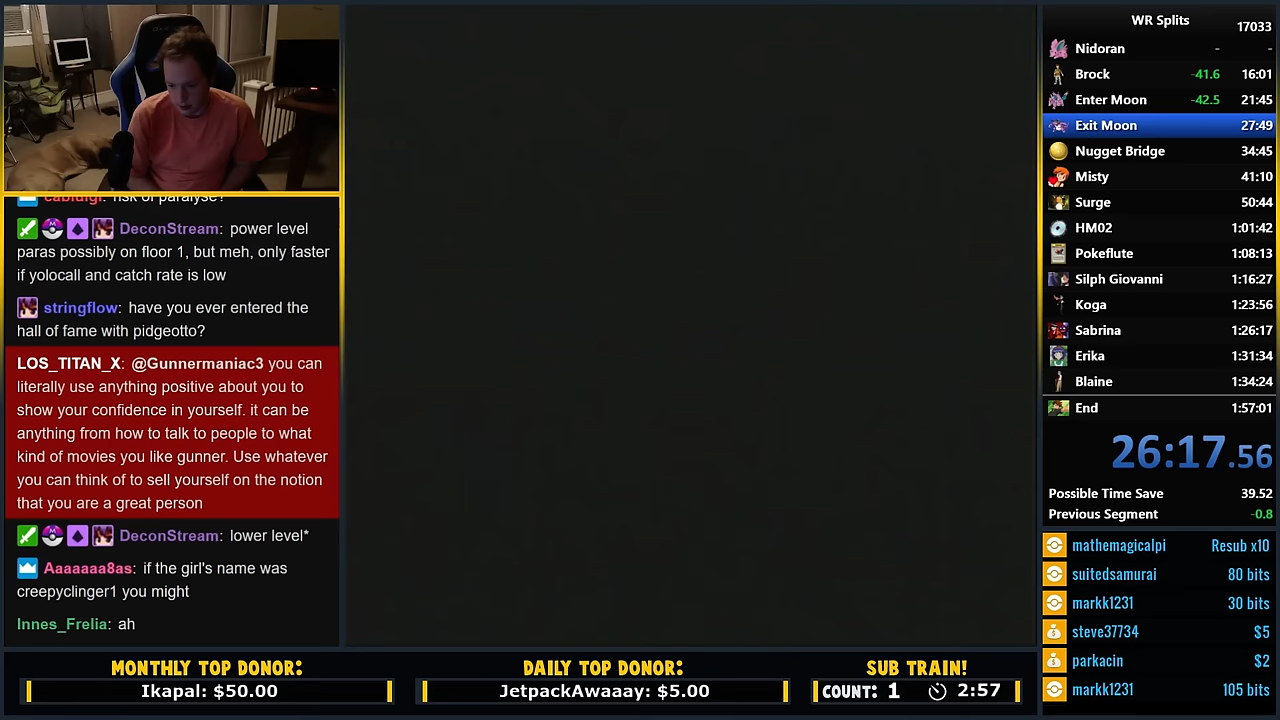 cabluigi: risk of paralyse?
DeconStream: power level
paras possibly on floor 1, but meh, only faster
if yolocall and catch rate is low
stringflow: have you ever entered the
hall of fame with pidgeotto?
LOS_TITAN_X: @Gunnermaniac3 you can
literally use anything positive about you to
show your confidence in yourself. it can be
anything from how to talk to people to what
kind of movies you like gunner. Use whatever
you can think of to sell yourself on the notion
that you are a great person
DeconStream: lower level*
Aaaaaaa8as: if the girl's name was
creepyclinger1 you might
Innes_Frelia: ah
WR Splits 17033
Nidoran - -
Brock -41.6 16:01
Enter Moon -42.5 21:45
Exit Moon 27:49
Nugget Bridge 34:45
Misty 41:10
Surge 50:44
HM02 1:01:42
Pokeflute 1:08:13
Silph Giovanni 1:16:27
Koga 1:23:56
Sabrina 1:26:17
Erika 1:31:34
Blaine 1:34:24
End 1:57:01
26:17.56
Possible Time Save 39.52
Previous Segment -0.8
mathemagicalpi Resub x10
suitedsamurai 80 bits
markk1231 30 bits
steve37734 $5
parkacin $2
markk1231 105 bits
MONTHLY TOP DONOR:
Ikapal: $50.00
DAILY TOP DONOR:
JetpackAwaaay: $5.00
SUB TRAIN!
COUNT: 1 2:57